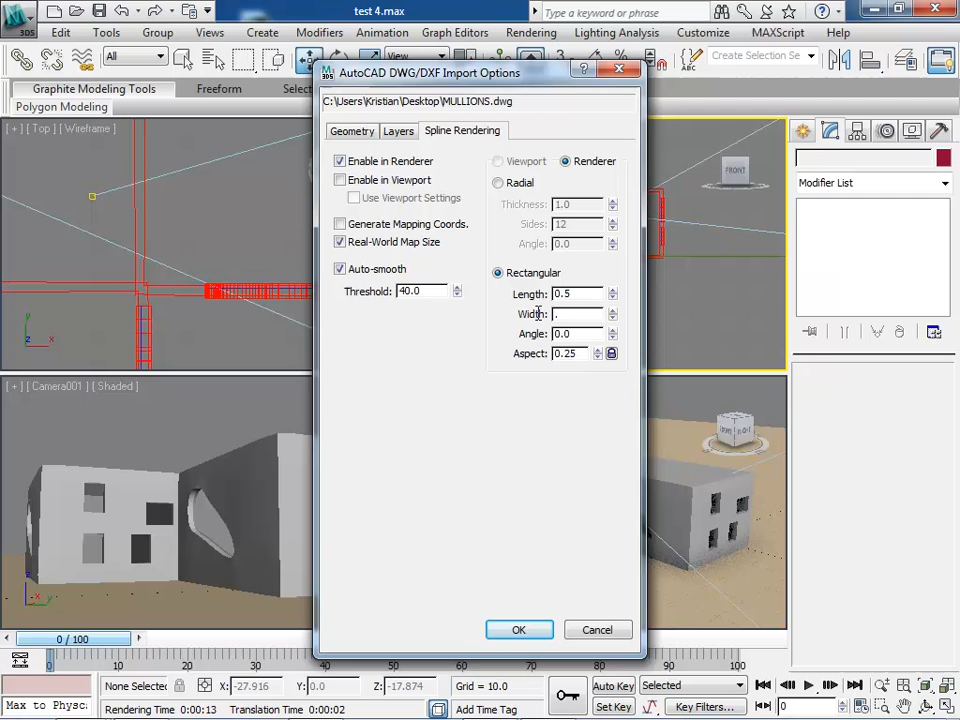 test 4.max
Type a keyword or phrase
Edit Tools Group Views Create Modifiers Animation Graph Editors Rendering Lighting Analysis Customize MAXScript Help
All View 3 Create Selection Se
Graphite Modeling Tools Freeform Selec
Polygon Modeling
AutoCAD DWG/DXF Import Options
C:\Users\Kristian\Desktop\MULLIONS.dwg
Geometry Layers Spline Rendering
Enable in Renderer
Enable in Viewport
Use Viewport Settings
Generate Mapping Coords.
Real-World Map Size
Auto-smooth
Threshold: 40.0
Viewport Renderer
Radial
Thickness: 1.0
Sides: 12
Angle: 0.0
Rectangular
Length: 0.5
Width: .
Angle: 0.0
Aspect: 0.25
OK Cancel
[ + ] [ Top ] [ Wireframe ]
FRONT
Modifier List
[ + ] [ Camera001 ] [ Shaded ]
0 / 100
0 10 20 30 40 50 60 70 80 90 100
None Selected X: -27.916 Y: 0.0 Z: -17.874 Grid = 10.0 Auto Key Selected
Max to Physc Rendering Time 0:00:13 Translation Time 0:00:02 Add Time Tag Set Key Key Filters... 0